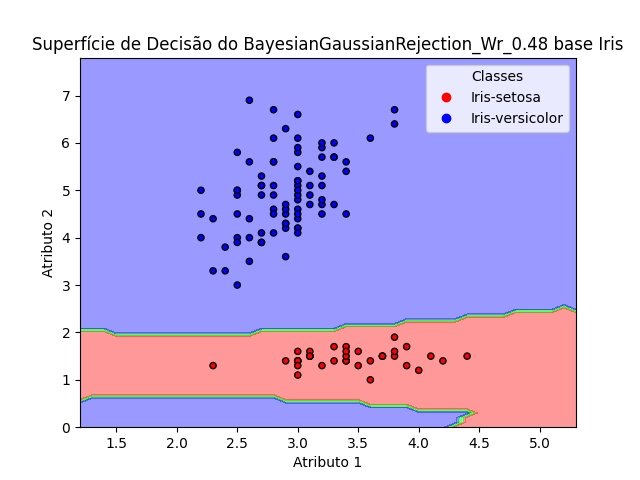 Superfície de Decisão do BayesianGaussianRejection_Wr_0.48 base Iris
Classes
Iris-setosa
Iris-versicolor
Atributo 2
7
6
5
4
3
2
1
0
1.5 2.0 2.5 3.0 3.5 4.0 4.5 5.0
Atributo 1